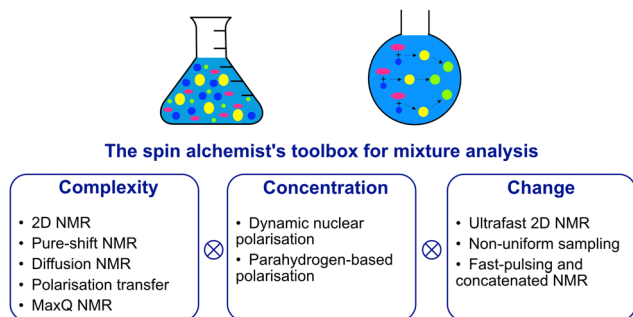 The spin alchemist's toolbox for mixture analysis
Complexity
• 2D NMR
• Pure-shift NMR
• Diffusion NMR
• Polarisation transfer
• MaxQ NMR
Concentration
• Dynamic nuclear
polarisation
• Parahydrogen-based
polarisation
Change
• Ultrafast 2D NMR
• Non-uniform sampling
• Fast-pulsing and
concatenated NMR